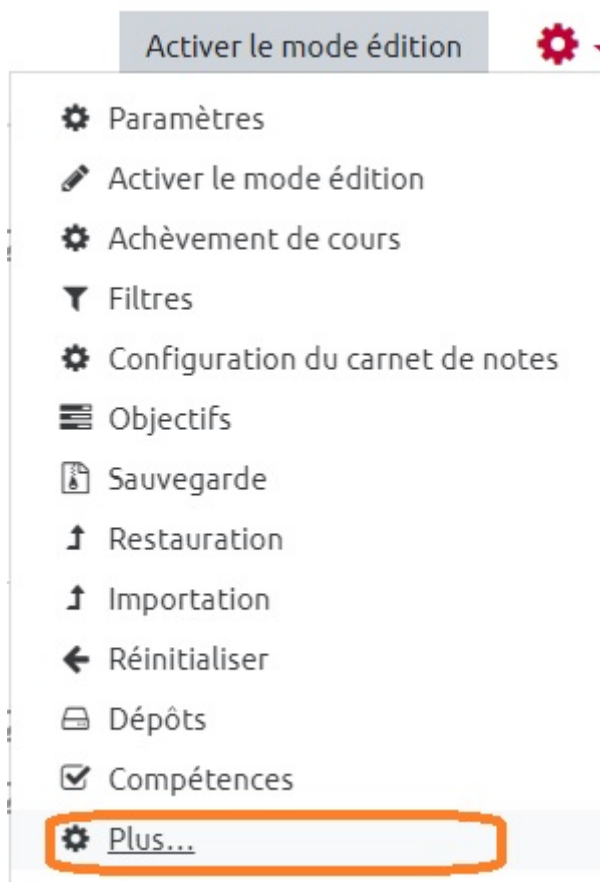 Activer le mode édition
Paramètres
Activer le mode édition
Achèvement de cours
Filtres
Configuration du carnet de notes
Objectifs
Sauvegarde
Restauration
Importation
Réinitialiser
Dépôts
Compétences
Plus...